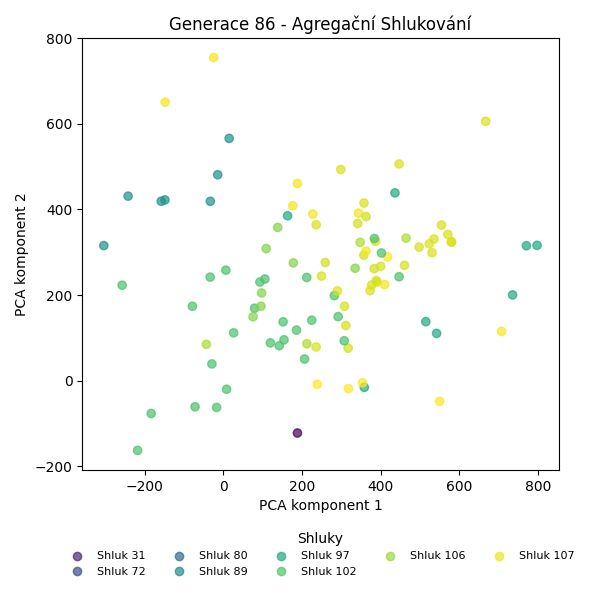 Generace 86 - Agregační Shlukování
PCA komponent 2
800
600
400
200
0
−200
−200
0
200
400
600
800
PCA komponent 1
Shluky
Shluk 31
Shluk 80
Shluk 97
Shluk 106
Shluk 107
Shluk 72
Shluk 89
Shluk 102